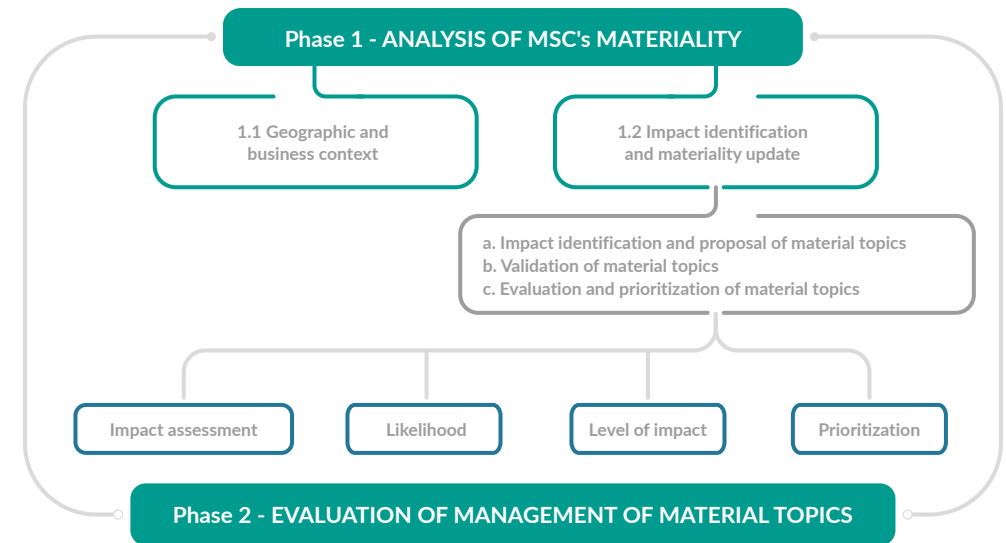 Phase 1 - ANALYSIS OF MSC's MATERIALITY
1.1 Geographic and
business context
1.2 Impact identification
and materiality update
a. Impact identification and proposal of material topics
b. Validation of material topics
c. Evaluation and prioritization of material topics
Impact assessment
Likelihood
Level of impact
Prioritization
Phase 2 - EVALUATION OF MANAGEMENT OF MATERIAL TOPICS